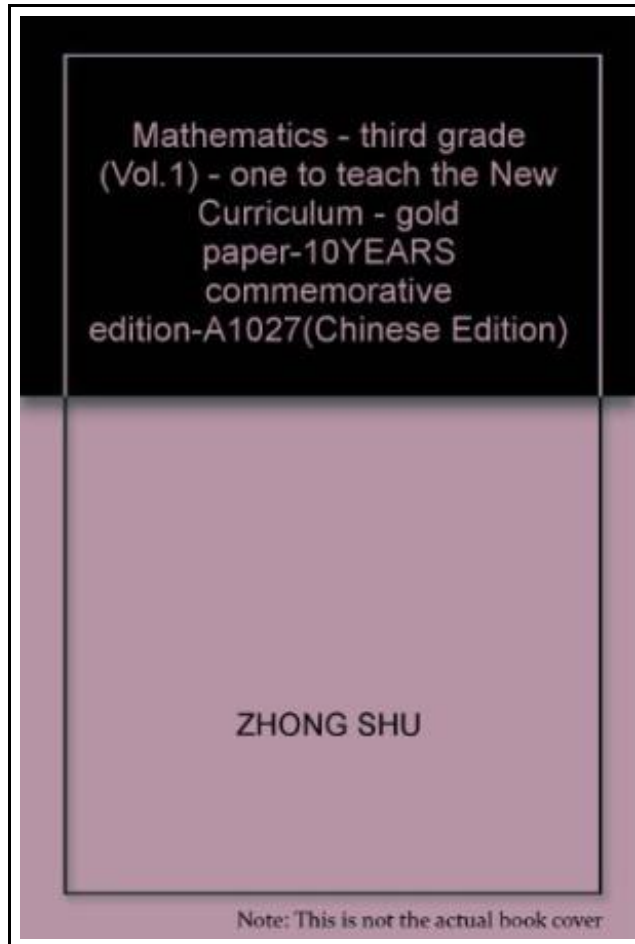 Mathematics - third grade
(Vol.1) - one to teach the New
Curriculum - gold
paper-10YEARS
commemorative
edition-A1027(Chinese Edition)
ZHONG SHU
Note: This is not the actual book cover